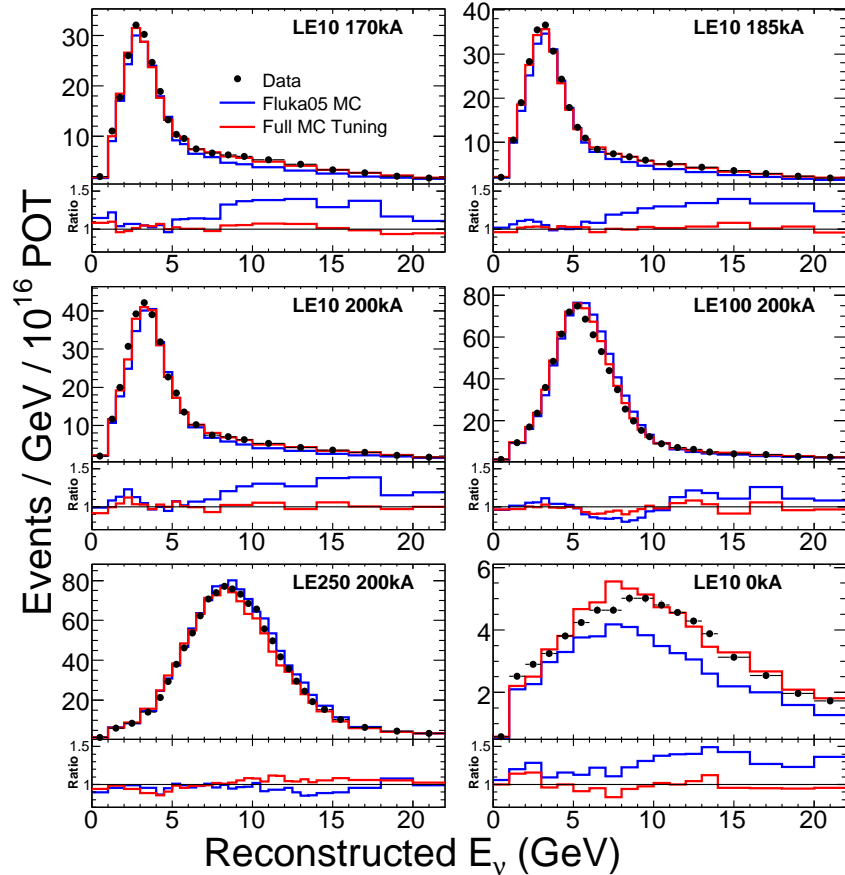 LE10 170kA
LE10 185kA
Data
Fluka05 MC
Full MC Tuning
30
20
10
30
20
10
1.5
Ratio
1
0 5 10 15 20
1.5
Ratio
1
0 5 10 15 20
LE10 200kA
LE100 200kA
40
30
20
10
80
60
40
20
1.5
Ratio
1
0 5 10 15 20
1.5
Ratio
1
0 5 10 15 20
LE250 200kA
LE10 0kA
80
60
40
20
6
4
2
1.5
Ratio
1
0 5 10 15 20
1.5
Ratio
1
0 5 10 15 20
40
Events / GeV / 10^16 POT
Reconstructed E_ν (GeV)